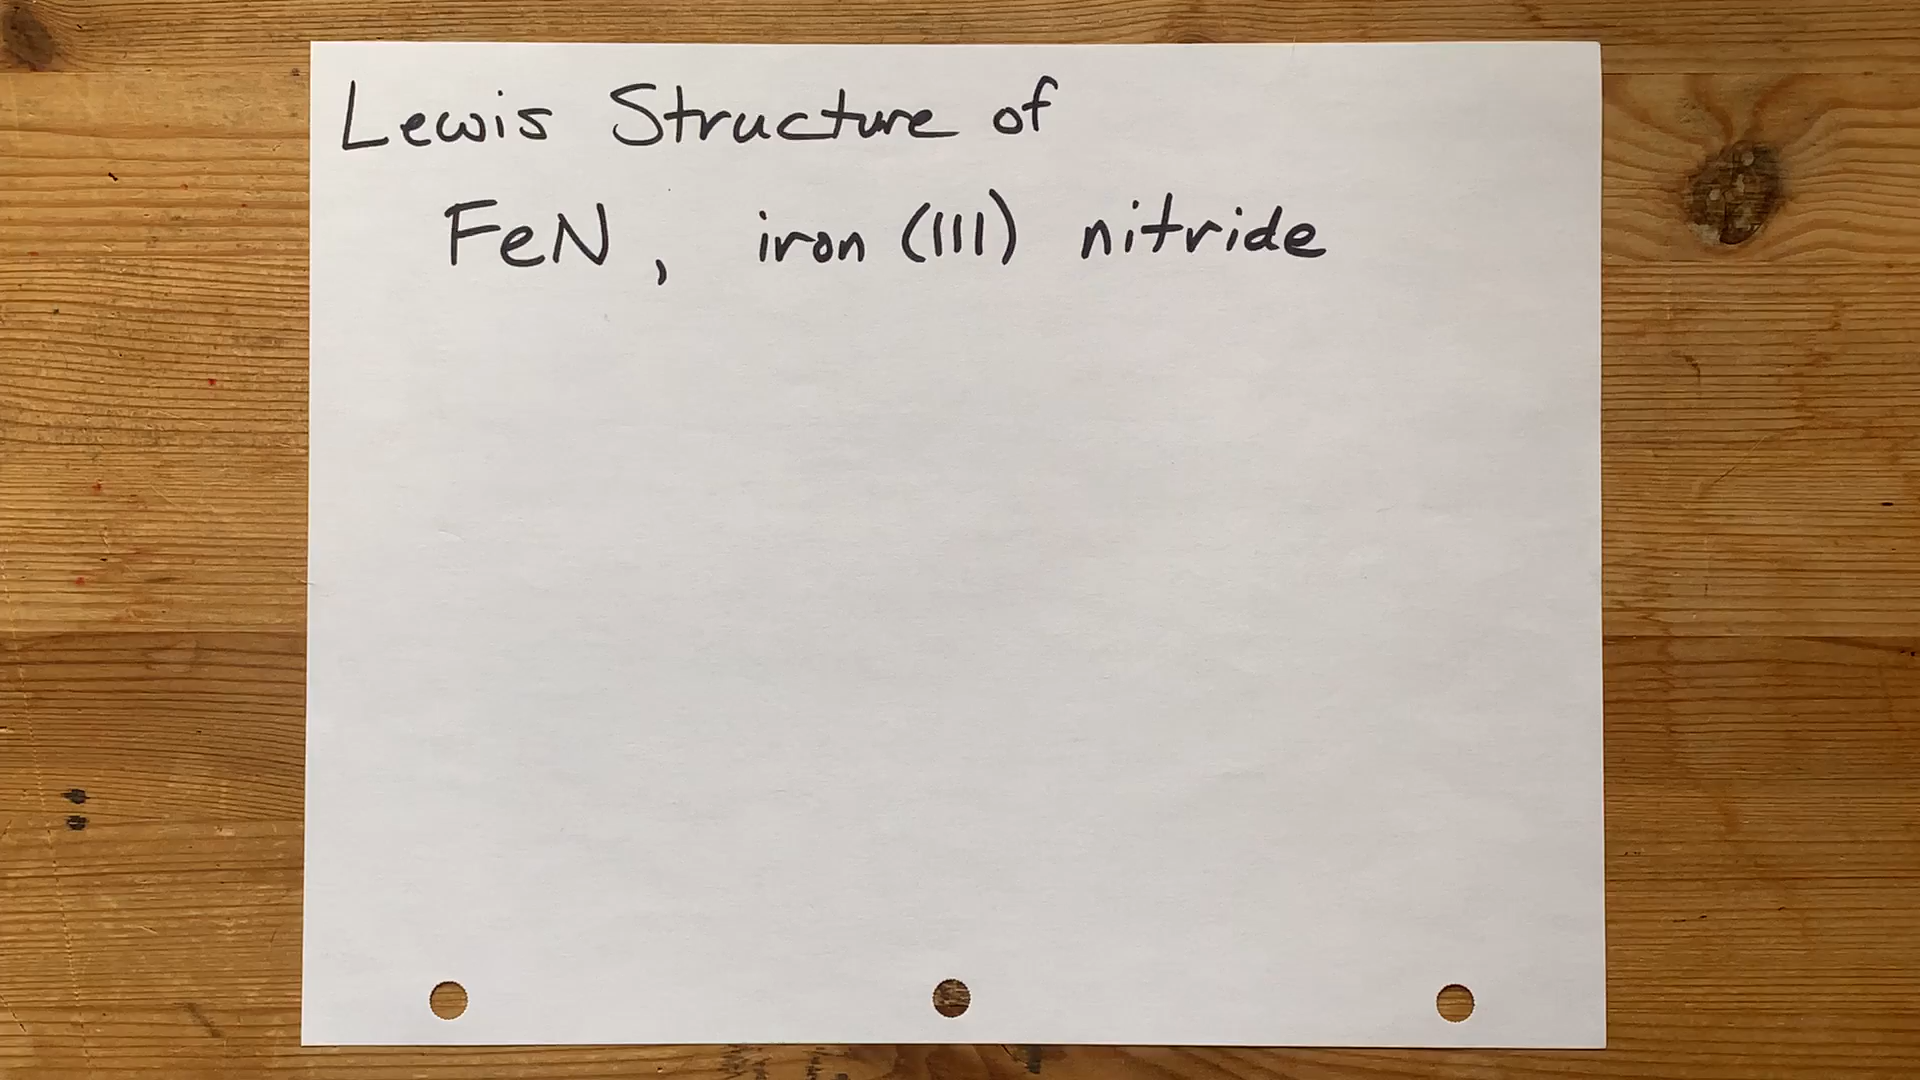 Lewis Structure of
FeN, iron (III) nitride